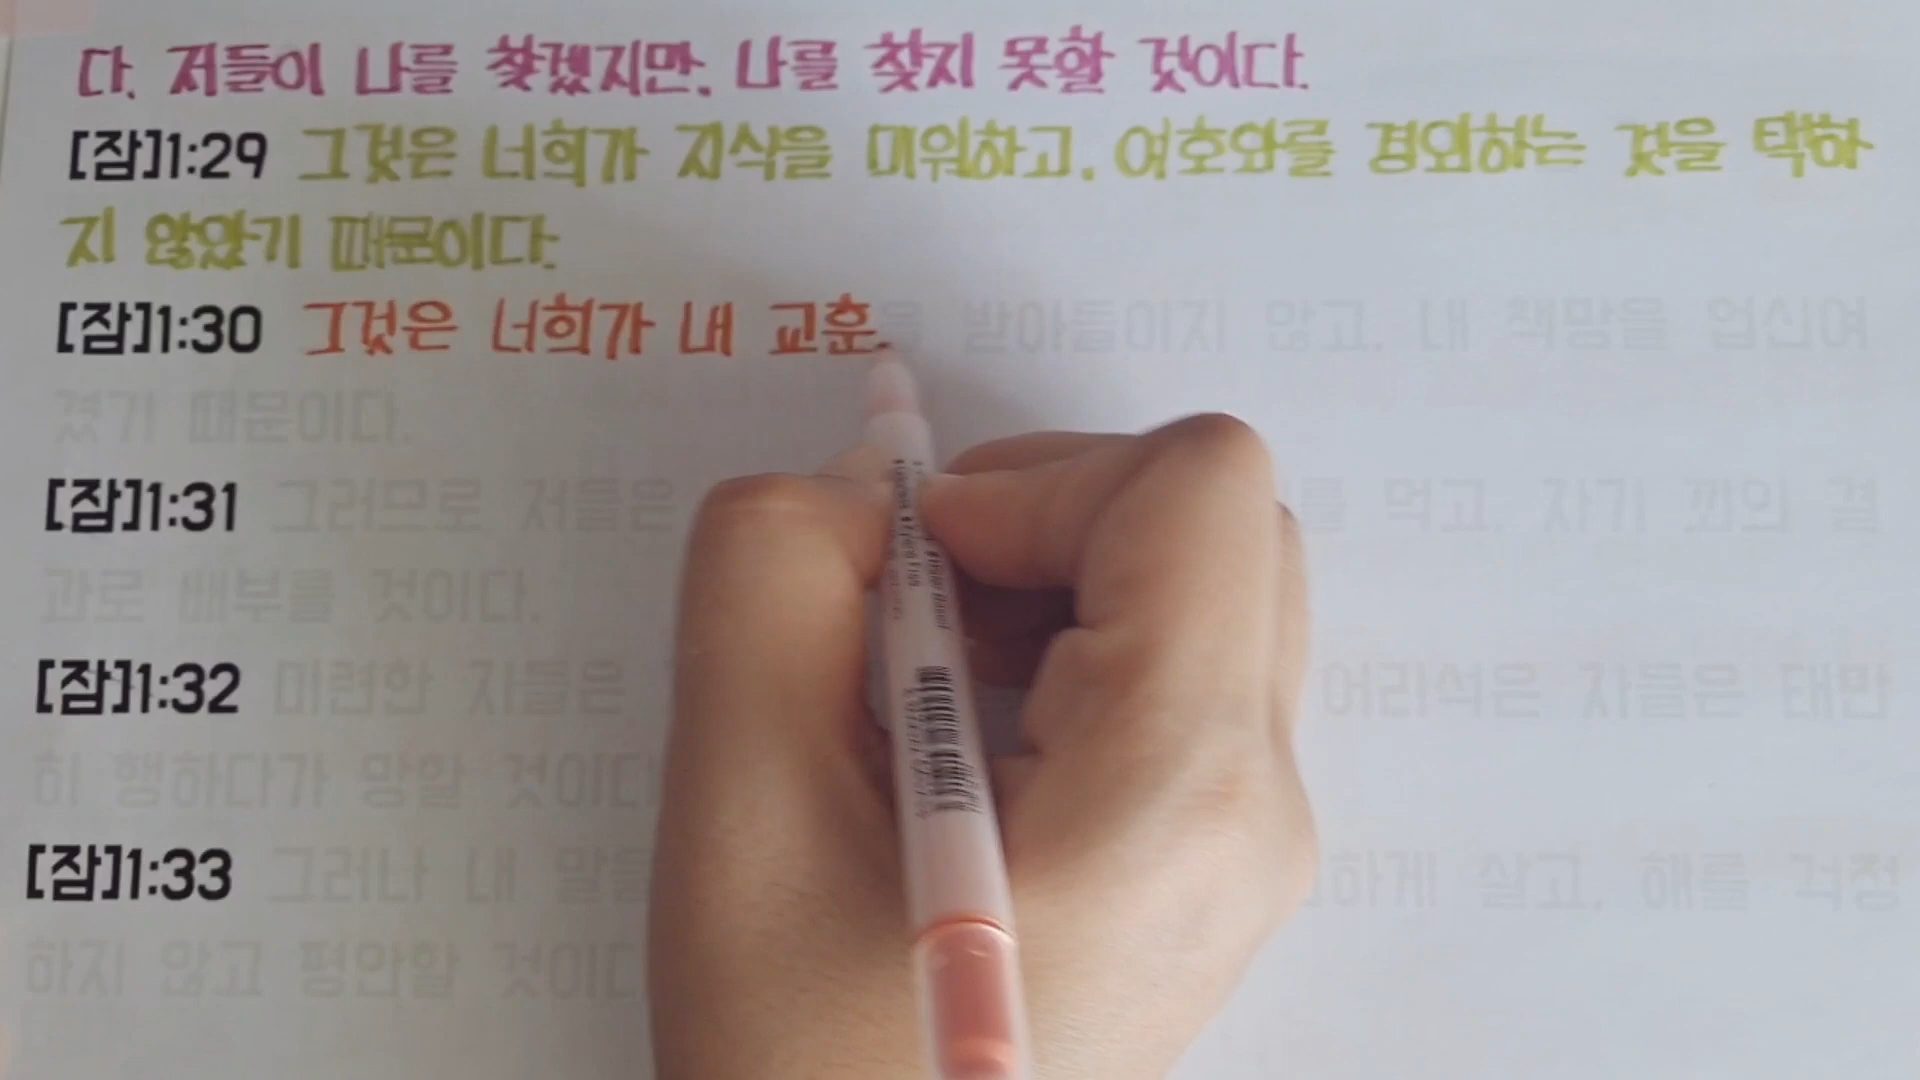 다. 저들이 나를 찾겠지만, 나를 찾지 못할 것이다.
[잠]1:29 그것은 너희가 지식을 미워하고, 여호와를 경외하는 것을 택하
지 않았기 때문이다.
[잠]1:30 그것은 너희가 내 교훈을 받아들이지 않고, 내 책망을 업신여
겼기 때문이다.
[잠]1:31 그러므로 저들은 먹고, 자기 꾀의 결
과로 배부를 것이다.
[잠]1:32 미련한 자들은 어리석은 자들은 태만
히 행하다가 망할 것이다
[잠]1:33 그러나 내 살고, 해를 걱정
하지 않고 평안할 것이다